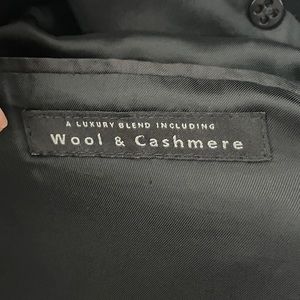 A LUXURY BLEND INCLUDING
Wool & Cashmere